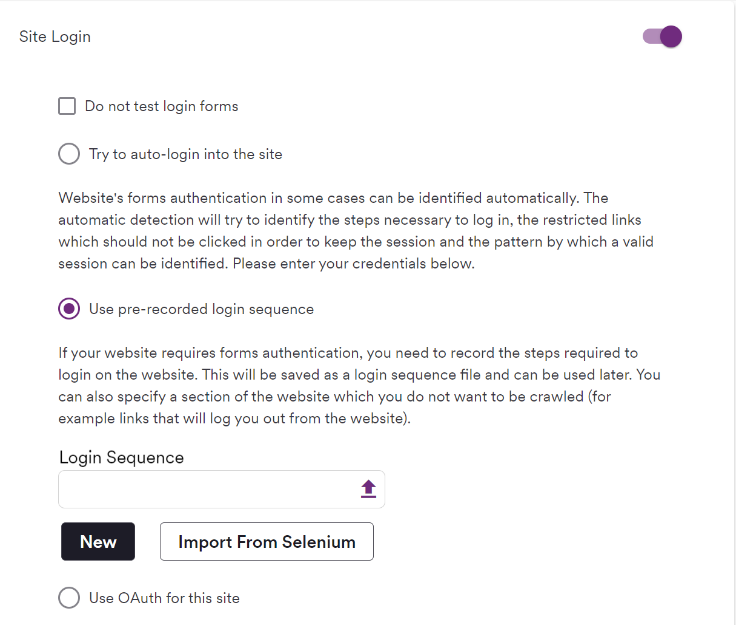 Site Login
Do not test login forms
Try to auto-login into the site
Website's forms authentication in some cases can be identified automatically. The
automatic detection will try to identify the steps necessary to log in, the restricted links
which should not be clicked in order to keep the session and the pattern by which a valid
session can be identified. Please enter your credentials below.
Use pre-recorded login sequence
If your website requires forms authentication, you need to record the steps required to
login on the website. This will be saved as a login sequence file and can be used later. You
can also specify a section of the website which you do not want to be crawled (for
example links that will log you out from the website).
Login Sequence
New
Import From Selenium
Use OAuth for this site